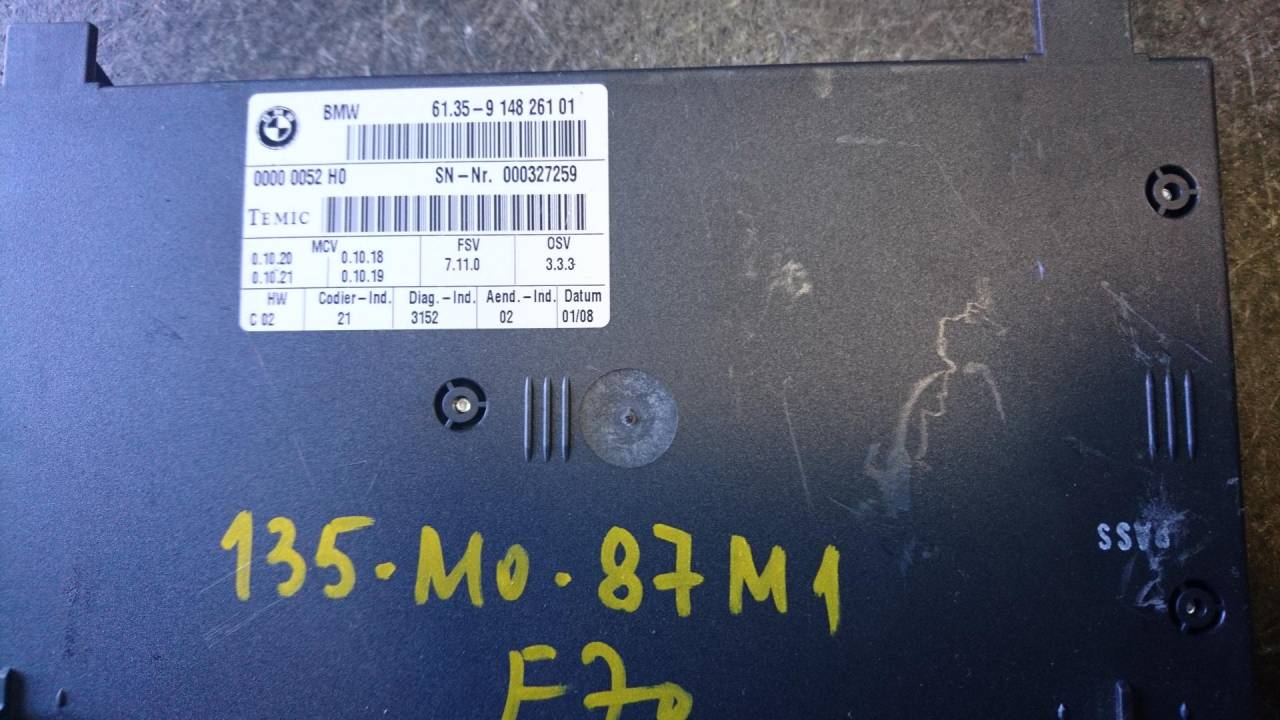 BMW 61.35-9 148 261 01
0000 0052 H0 SN-Nr. 000327259
TEMIC
MCV FSV OSV
0.10.20 0.10.18 7.11.0 3.3.3
0.10.21 0.10.19
HW Codier-Ind. Diag.-Ind. Aend.-Ind. Datum
C 02 21 3152 02 01/08
135-M0-87M1
PASS